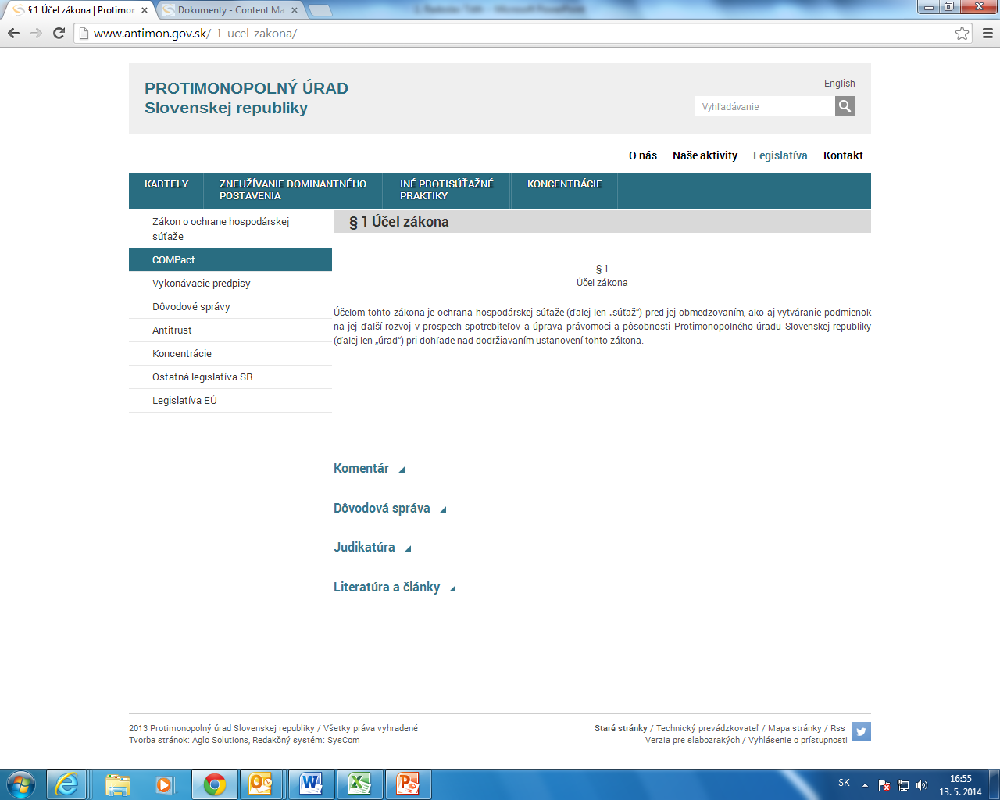 § 1 Účel zákona | Protimon
Dokumenty - Content Ma
www.antimon.gov.sk/-1-ucel-zakona/
PROTIMONOPOLNÝ ÚRAD
Slovenskej republiky
English
Vyhľadávanie
O nás Naše aktivity Legislatíva Kontakt
KARTELY
ZNEUŽÍVANIE DOMINANTNÉHO
POSTAVENIA
INÉ PROTISÚŤAŽNÉ
PRAKTIKY
KONCENTRÁCIE
Zákon o ochrane hospodárskej
súťaže
COMPact
Vykonávacie predpisy
Dôvodové správy
Antitrust
Koncentrácie
Ostatná legislatíva SR
Legislatíva EÚ
§ 1 Účel zákona
§ 1
Účel zákona
Účelom tohto zákona je ochrana hospodárskej súťaže (ďalej len „súťaž“) pred jej obmedzovaním, ako aj vytváranie podmienok
na jej ďalší rozvoj v prospech spotrebiteľov a úprava právomoci a pôsobnosti Protimonopolného úradu Slovenskej republiky
(ďalej len „úrad“) pri dohľade nad dodržiavaním ustanovení tohto zákona.
Komentár
Dôvodová správa
Judikatúra
Literatúra a články
2013 Protimonopolný úrad Slovenskej republiky / Všetky práva vyhradené
Tvorba stránok: Aglo Solutions, Redakčný systém: SysCom
Staré stránky / Technický prevádzkovateľ / Mapa stránky / Rss
Verzia pre slabozrakých / Vyhlásenie o prístupnosti
SK
16:55
13. 5. 2014